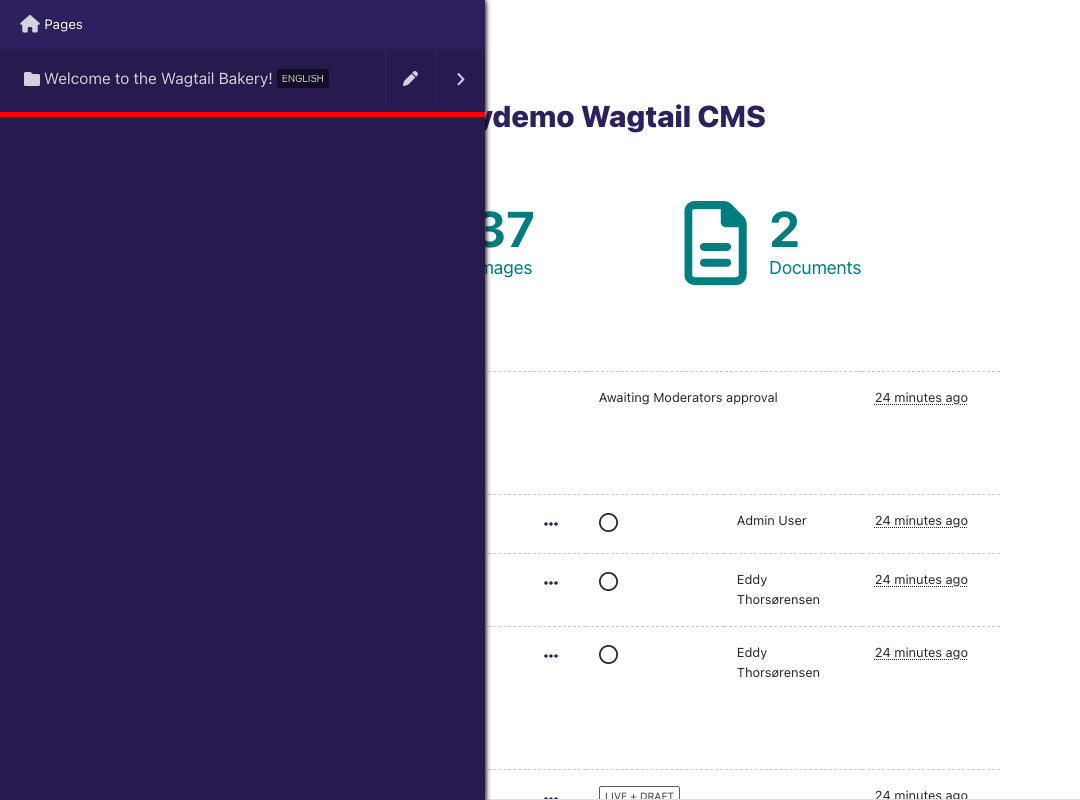 Pages
Welcome to the Wagtail Bakery! ENGLISH
ydemo Wagtail CMS
37
mages
2
Documents
Awaiting Moderators approval 24 minutes ago
Admin User 24 minutes ago
Eddy Thorsørensen 24 minutes ago
Eddy Thorsørensen 24 minutes ago
LIVE + DRAFT 24 minutes ago